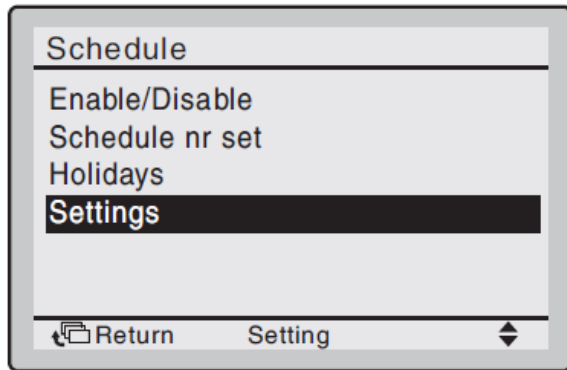 Schedule
Enable/Disable
Schedule nr set
Holidays
Settings
Return Setting